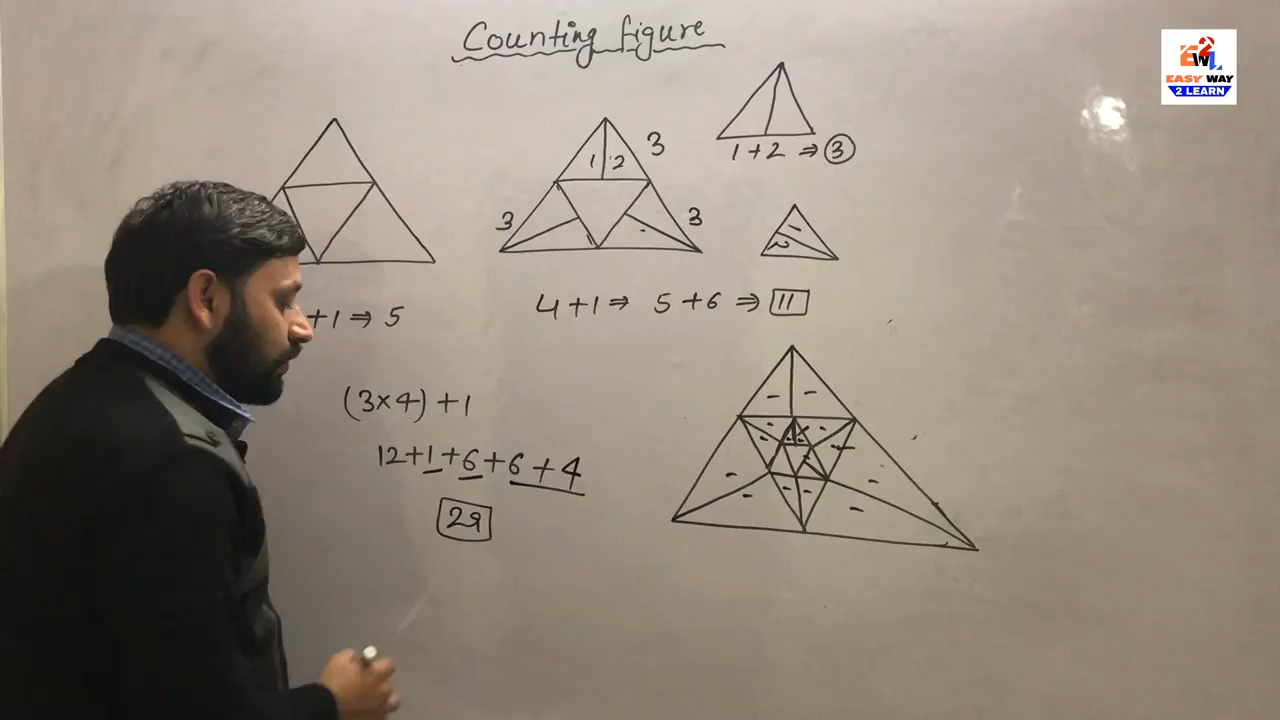 Counting figure
E2L
W
EASY WAY
2 LEARN
1 2 3
3 3
1 + 2 ⇒ 3
+1 ⇒ 5
4 + 1 ⇒ 5 + 6 ⇒ 11
(3×4) + 1
12 + 1 + 6 + 6 + 4
29